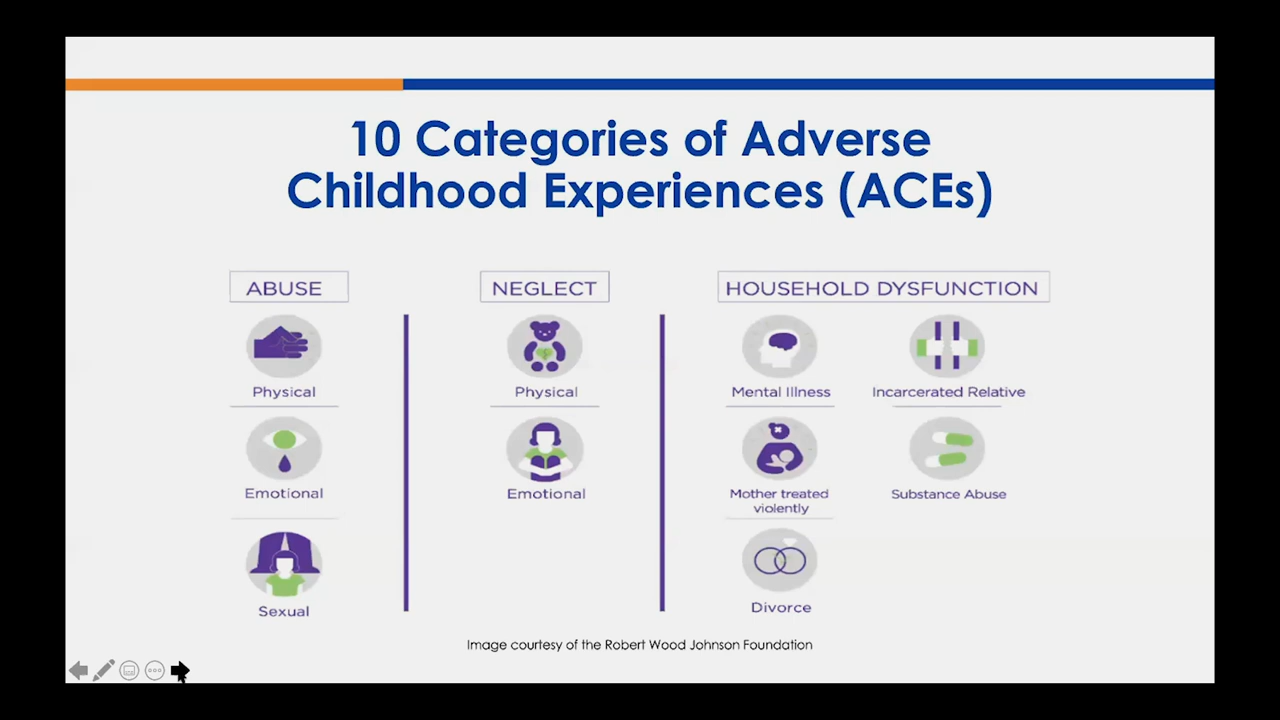 10 Categories of Adverse
Childhood Experiences (ACEs)
ABUSE
Physical
Emotional
Sexual
NEGLECT
Physical
Emotional
HOUSEHOLD DYSFUNCTION
Mental Illness
Incarcerated Relative
Mother treated
violently
Substance Abuse
Divorce
Image courtesy of the Robert Wood Johnson Foundation